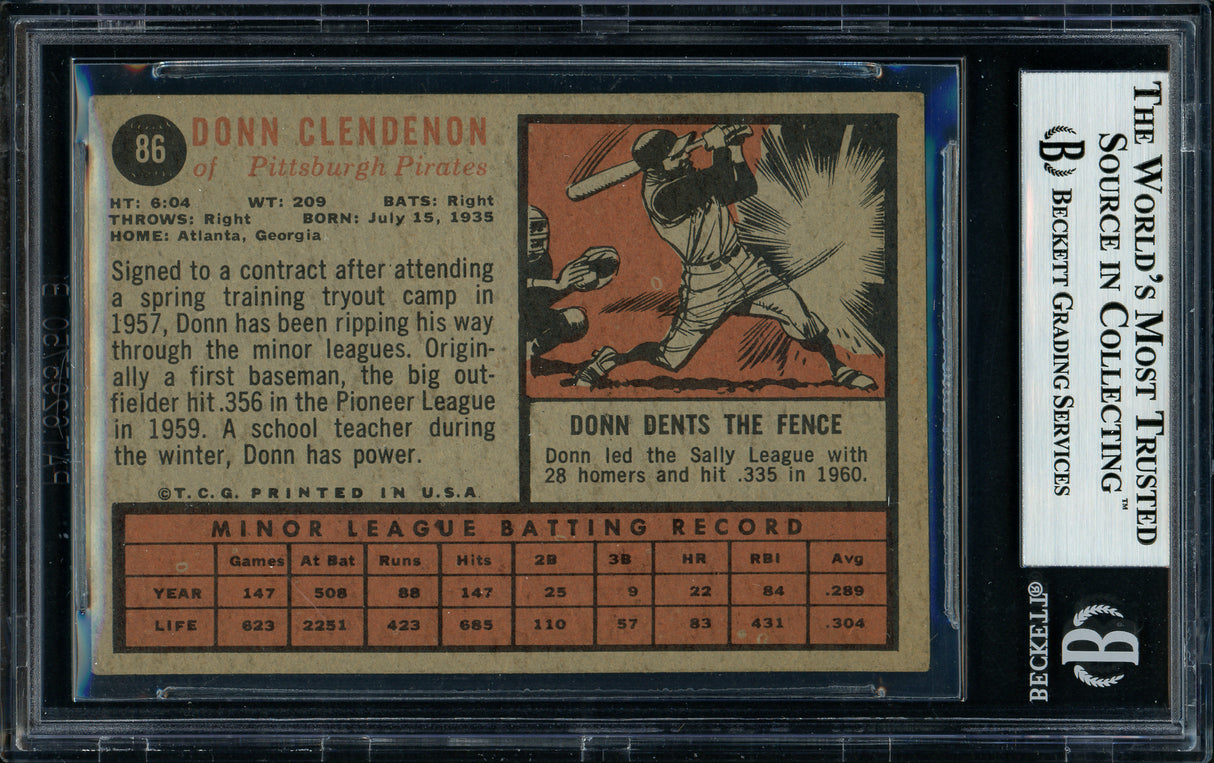 86
DONN CLENDENON
of Pittsburgh Pirates
HT: 6:04 WT: 209 BATS: Right
THROWS: Right BORN: July 15, 1935
HOME: Atlanta, Georgia
Signed to a contract after attending
a spring training tryout camp in
1957, Donn has been ripping his way
through the minor leagues. Origin-
ally a first baseman, the big out-
fielder hit .356 in the Pioneer League
in 1959. A school teacher during
the winter, Donn has power.
©T.C.G. PRINTED IN U.S.A
DONN DENTS THE FENCE
Donn led the Sally League with
28 homers and hit .335 in 1960.
MINOR LEAGUE BATTING RECORD
Games At Bat Runs Hits 2B 3B HR RBI Avg
YEAR 147 508 88 147 25 9 22 84 .289
LIFE 623 2251 423 685 110 57 83 431 .304
THE WORLD'S MOST TRUSTED
SOURCE IN COLLECTING™
B BECKETT GRADING SERVICES
BECKETT®
B